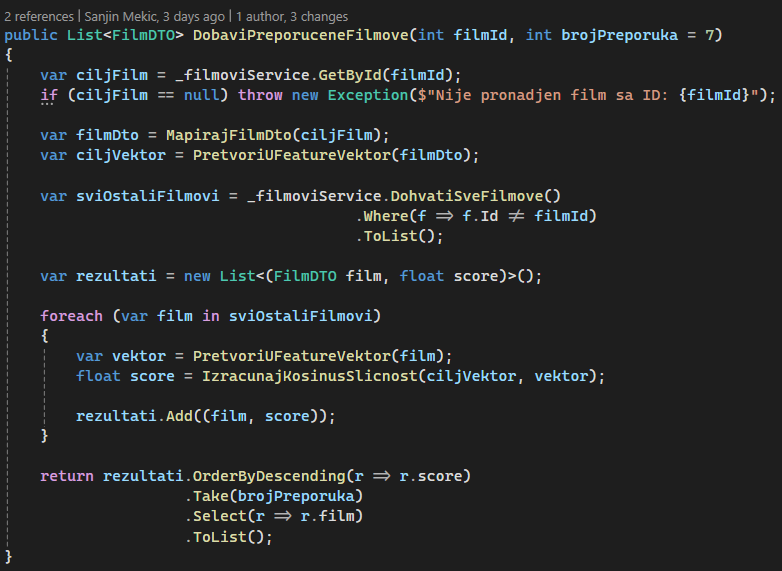 2 references | Sanjin Mekic, 3 days ago | 1 author, 3 changes
public List<FilmDTO> DobaviPreporuceneFilmove(int filmId, int brojPreporuka = 7)
{
    var ciljFilm = _filmoviService.GetById(filmId);
    if (ciljFilm == null) throw new Exception($"Nije pronadjen film sa ID: {filmId}");

    var filmDto = MapirajFilmDto(ciljFilm);
    var ciljVektor = PretvoriUFeatureVektor(filmDto);

    var sviOstaliFilmovi = _filmoviService.DohvatiSveFilmove()
                                   .Where(f => f.Id != filmId)
                                   .ToList();

    var rezultati = new List<(FilmDTO film, float score)>();

    foreach (var film in sviOstaliFilmovi)
    {
        var vektor = PretvoriUFeatureVektor(film);
        float score = IzracunajKosinusSlicnost(ciljVektor, vektor);

        rezultati.Add((film, score));
    }

    return rezultati.OrderByDescending(r => r.score)
                    .Take(brojPreporuka)
                    .Select(r => r.film)
                    .ToList();
}